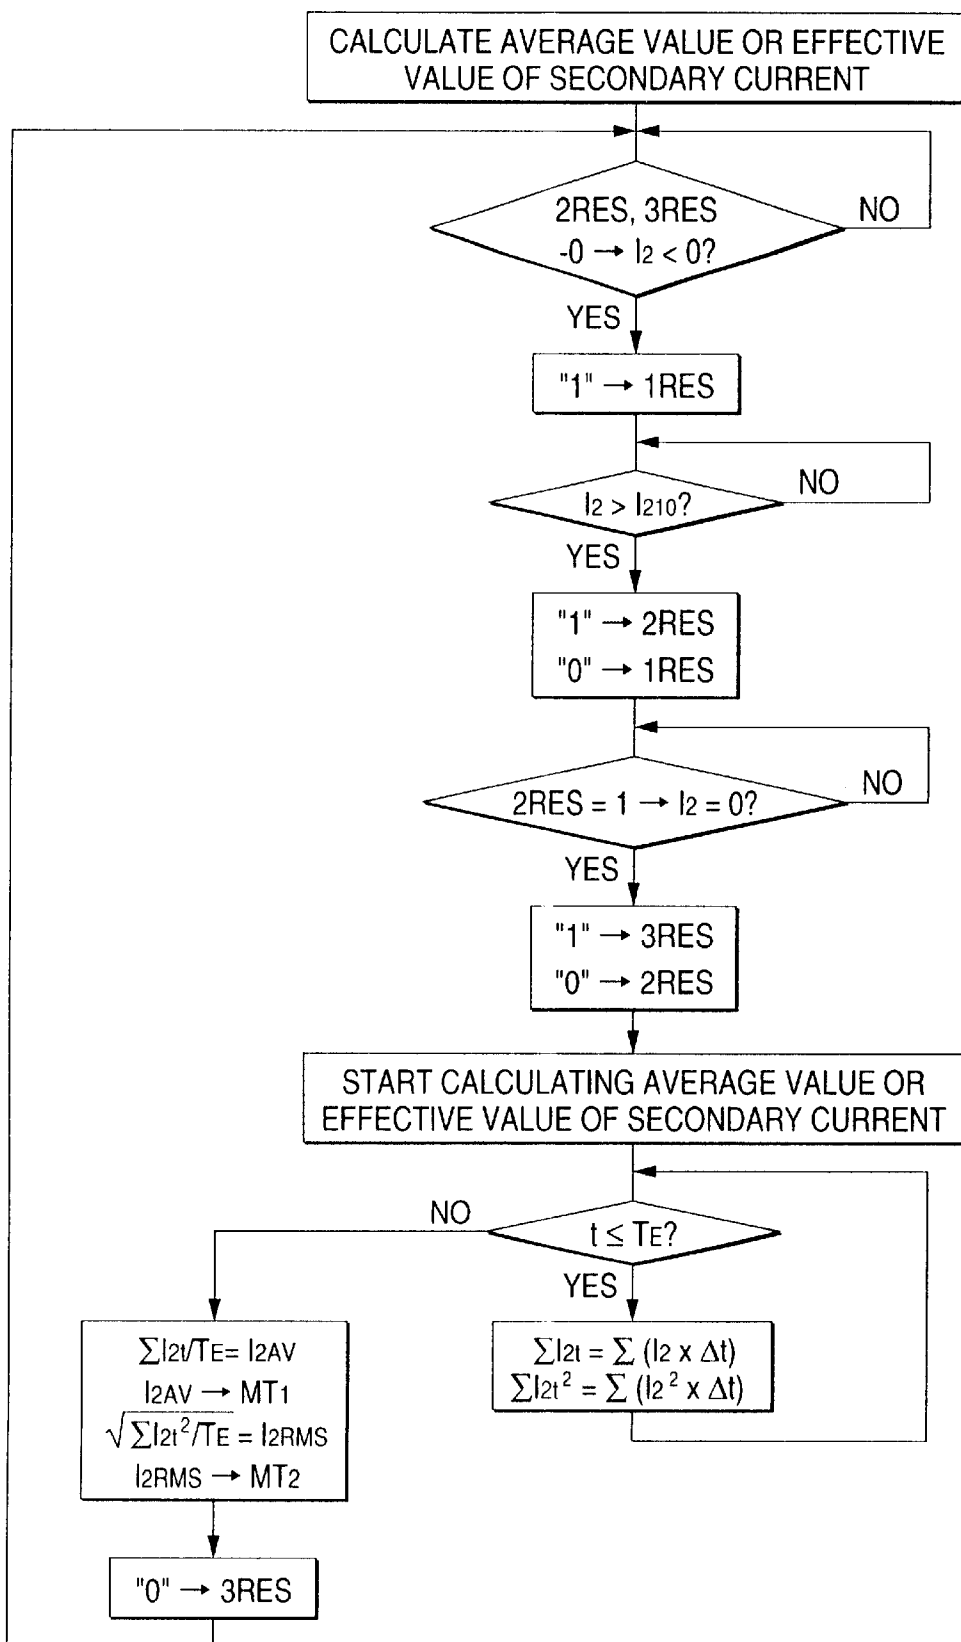 CALCULATE AVERAGE VALUE OR EFFECTIVE
VALUE OF SECONDARY CURRENT
2RES, 3RES
-0 → I2 < 0?
NO
YES
"1" → 1RES
I2 > I210?
NO
YES
"1" → 2RES
"0" → 1RES
2RES = 1 → I2 = 0?
NO
YES
"1" → 3RES
"0" → 2RES
START CALCULATING AVERAGE VALUE OR
EFFECTIVE VALUE OF SECONDARY CURRENT
NO
t ≤ TE?
YES
∑I2t/TE= I2AV
I2AV → MT1
√∑I2t²/TE = I2RMS
I2RMS → MT2
∑I2t = ∑ (I2 x Δt)
∑I2t² = ∑ (I2² x Δt)
"0" → 3RES